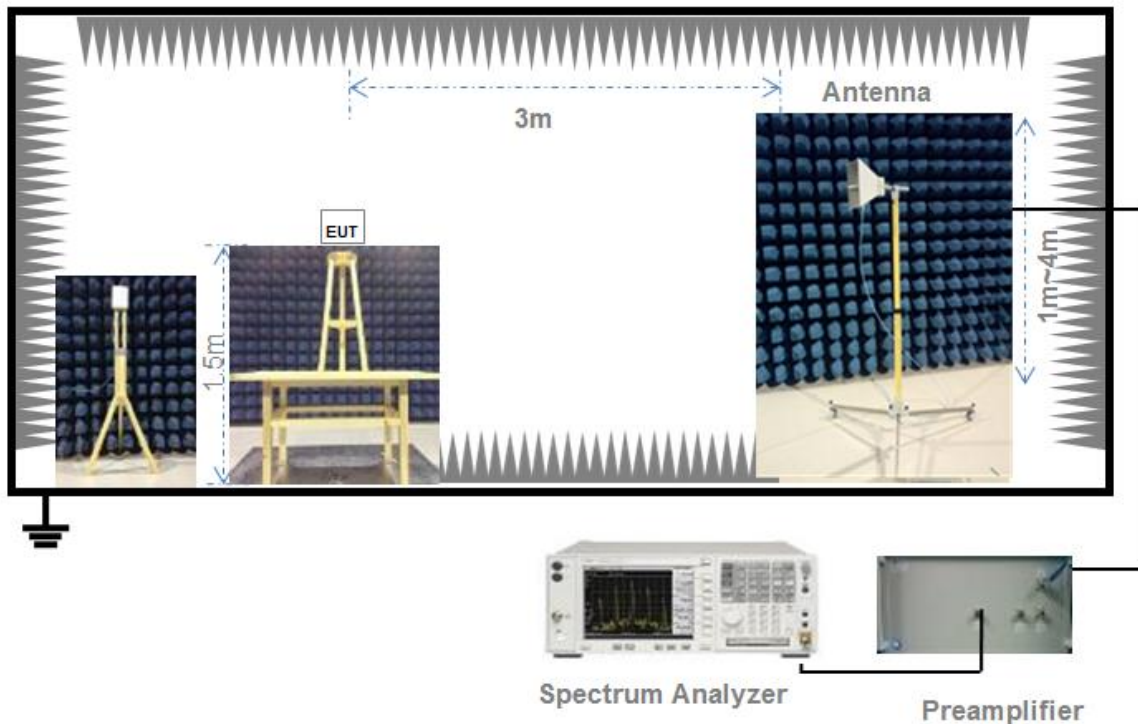 Antenna
3m
EUT
1.5m
1m~4m
Spectrum Analyzer
Preamplifier